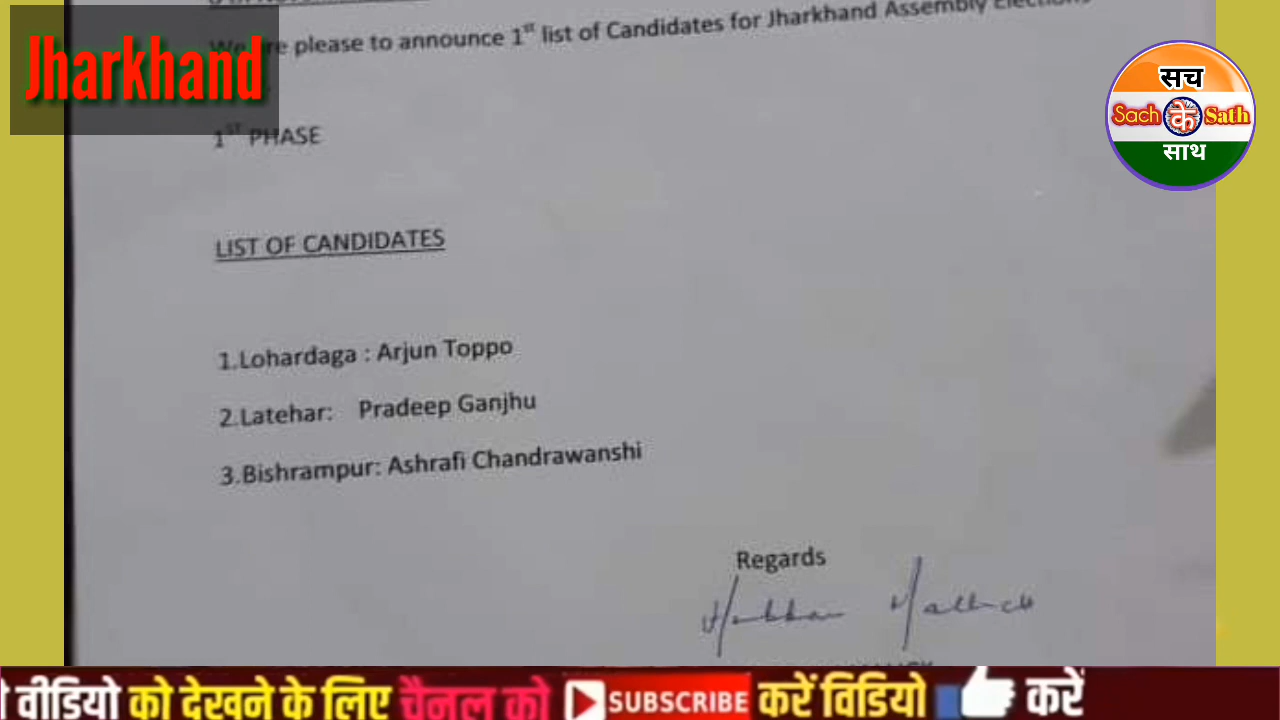 Jharkhand
We are please to announce 1st list of Candidates for Jharkhand Assembly Elections
1ST PHASE
LIST OF CANDIDATES
1.Lohardaga : Arjun Toppo
2.Latehar: Pradeep Ganjhu
3.Bishrampur: Ashrafi Chandrawanshi
Regards
सच
Sach के Sath
साथ
वीडियो को देखने के लिए चैनल को SUBSCRIBE करें विडियो करें